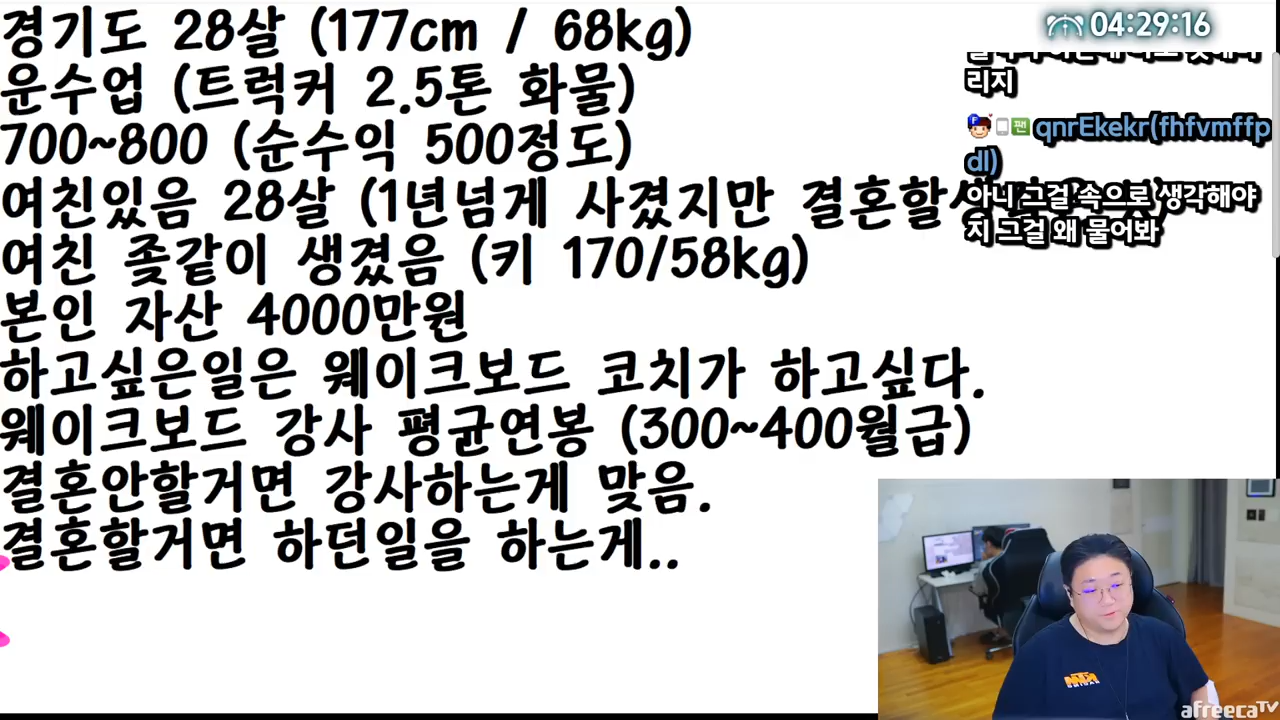 경기도 28살 (177cm / 68kg)
운수업 (트럭커 2.5톤 화물)
700~800 (순수익 500정도)
여친있음 28살 (1년넘게 사겼지만 결혼할
여친 좆같이 생겼음 (키 170/58kg)
본인 자산 4000만원
하고싶은일은 웨이크보드 코치가 하고싶다.
웨이크보드 강사 평균연봉 (300~400월급)
결혼안할거면 강사하는게 맞음.
결혼할거면 하던일을 하는게..
04:29:16
리지
qnrEkekr(fhfvmffp
dl)
아니 그걸 속으로 생각해야
지 그걸 왜 물어봐
afreecaTV